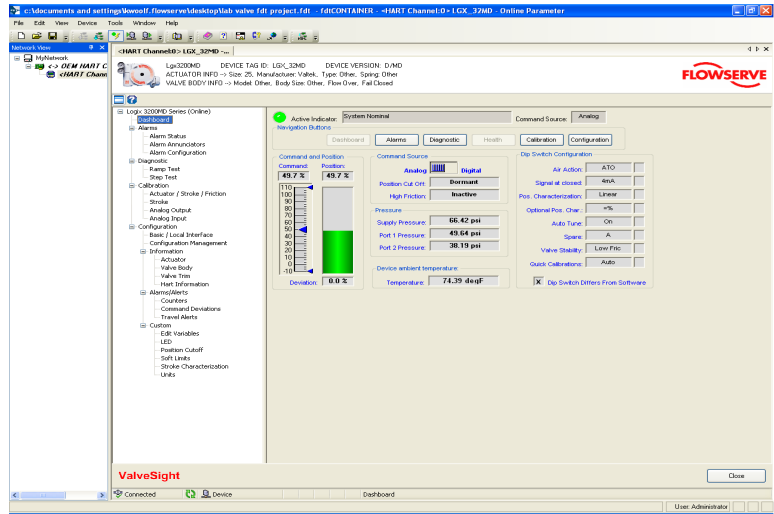 c:\documents and settings\kwoolf.flowserve\desktop\lab valve fdt project.fdt - fdtCONTAINER - <HART Channel:0> LGX_32MD - Online Parameter
File Edit View Device Tools Window Help
Network View
MyNetwork
<-> OEM HART C
<HART Chann
<HART Channel:0> LGX_32MD -...
Lgx3200MD DEVICE TAG ID: LGX_32MD DEVICE VERSION: D/MD
ACTUATOR INFO -> Size: 25, Manufacturer: Valtek, Type: Other, Spring: Other
VALVE BODY INFO -> Model: Other, Body Size: Other, Flow Over, Fail Closed
FLOWSERVE
Logix 3200MD Series (Online)
Dashboard
Alarms
Alarm Status
Alarm Annunciators
Alarm Configuration
Diagnostic
Ramp Test
Step Test
Calibration
Actuator / Stroke / Friction
Stroke
Analog Output
Analog Input
Configuration
Basic / Local Interface
Configuration Management
Information
Actuator
Valve Body
Valve Trim
Hart Information
Alarms/Alerts
Counters
Command Deviations
Travel Alerts
Custom
Edit Variables
LED
Position Cutoff
Soft Limits
Stroke Characterization
Units
Active Indicator: System Nominal Command Source: Analog
Navigation Buttons
Dashboard Alarms Diagnostic Health Calibration Configuration
Command and Position
Command: Position:
49.7 % 49.7 %
110
100
90
80
70
60
50
40
30
20
10
0
-10
Deviation: 0.0 %
Command Source
Analog Digital
Position Cut Off: Dormant
High Friction: Inactive
Pressure
Supply Pressure: 66.42 psi
Port 1 Pressure: 49.64 psi
Port 2 Pressure: 38.19 psi
Device ambient temperature:
Temperature: 74.39 degF
Dip Switch Configuration
Air Action: ATO
Signal at closed: 4mA
Pos. Characterization: Linear
Optional Pos. Char.: =%
Auto Tune: On
Spare: A
Valve Stability: Low Fric
Quick Calibrations: Auto
X Dip Switch Differs From Software
ValveSight
Close
Connected Device Dashboard
User: Administrator